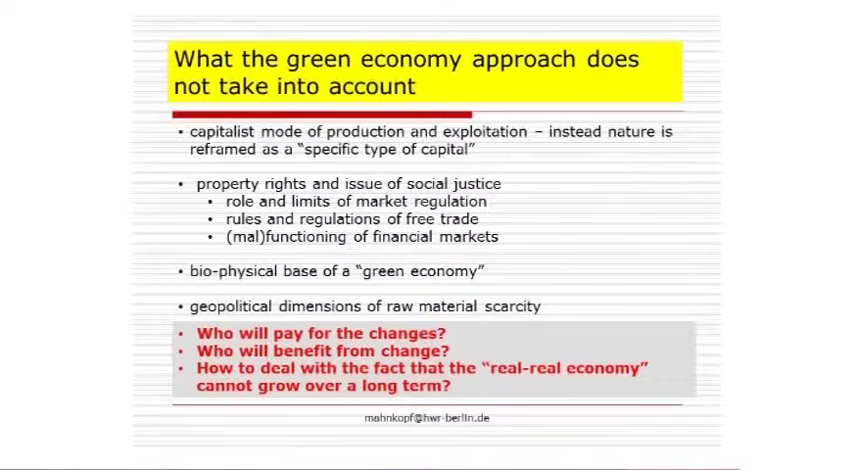 What the green economy approach does
not take into account
• capitalist mode of production and exploitation – instead nature is
reframed as a “specific type of capital”
• property rights and issue of social justice
• role and limits of market regulation
• rules and regulations of free trade
• (mal)functioning of financial markets
• bio-physical base of a “green economy”
• geopolitical dimensions of raw material scarcity
• Who will pay for the changes?
• Who will benefit from change?
• How to deal with the fact that the “real-real economy”
cannot grow over a long term?
mahnkopf@hwr-berlin.de